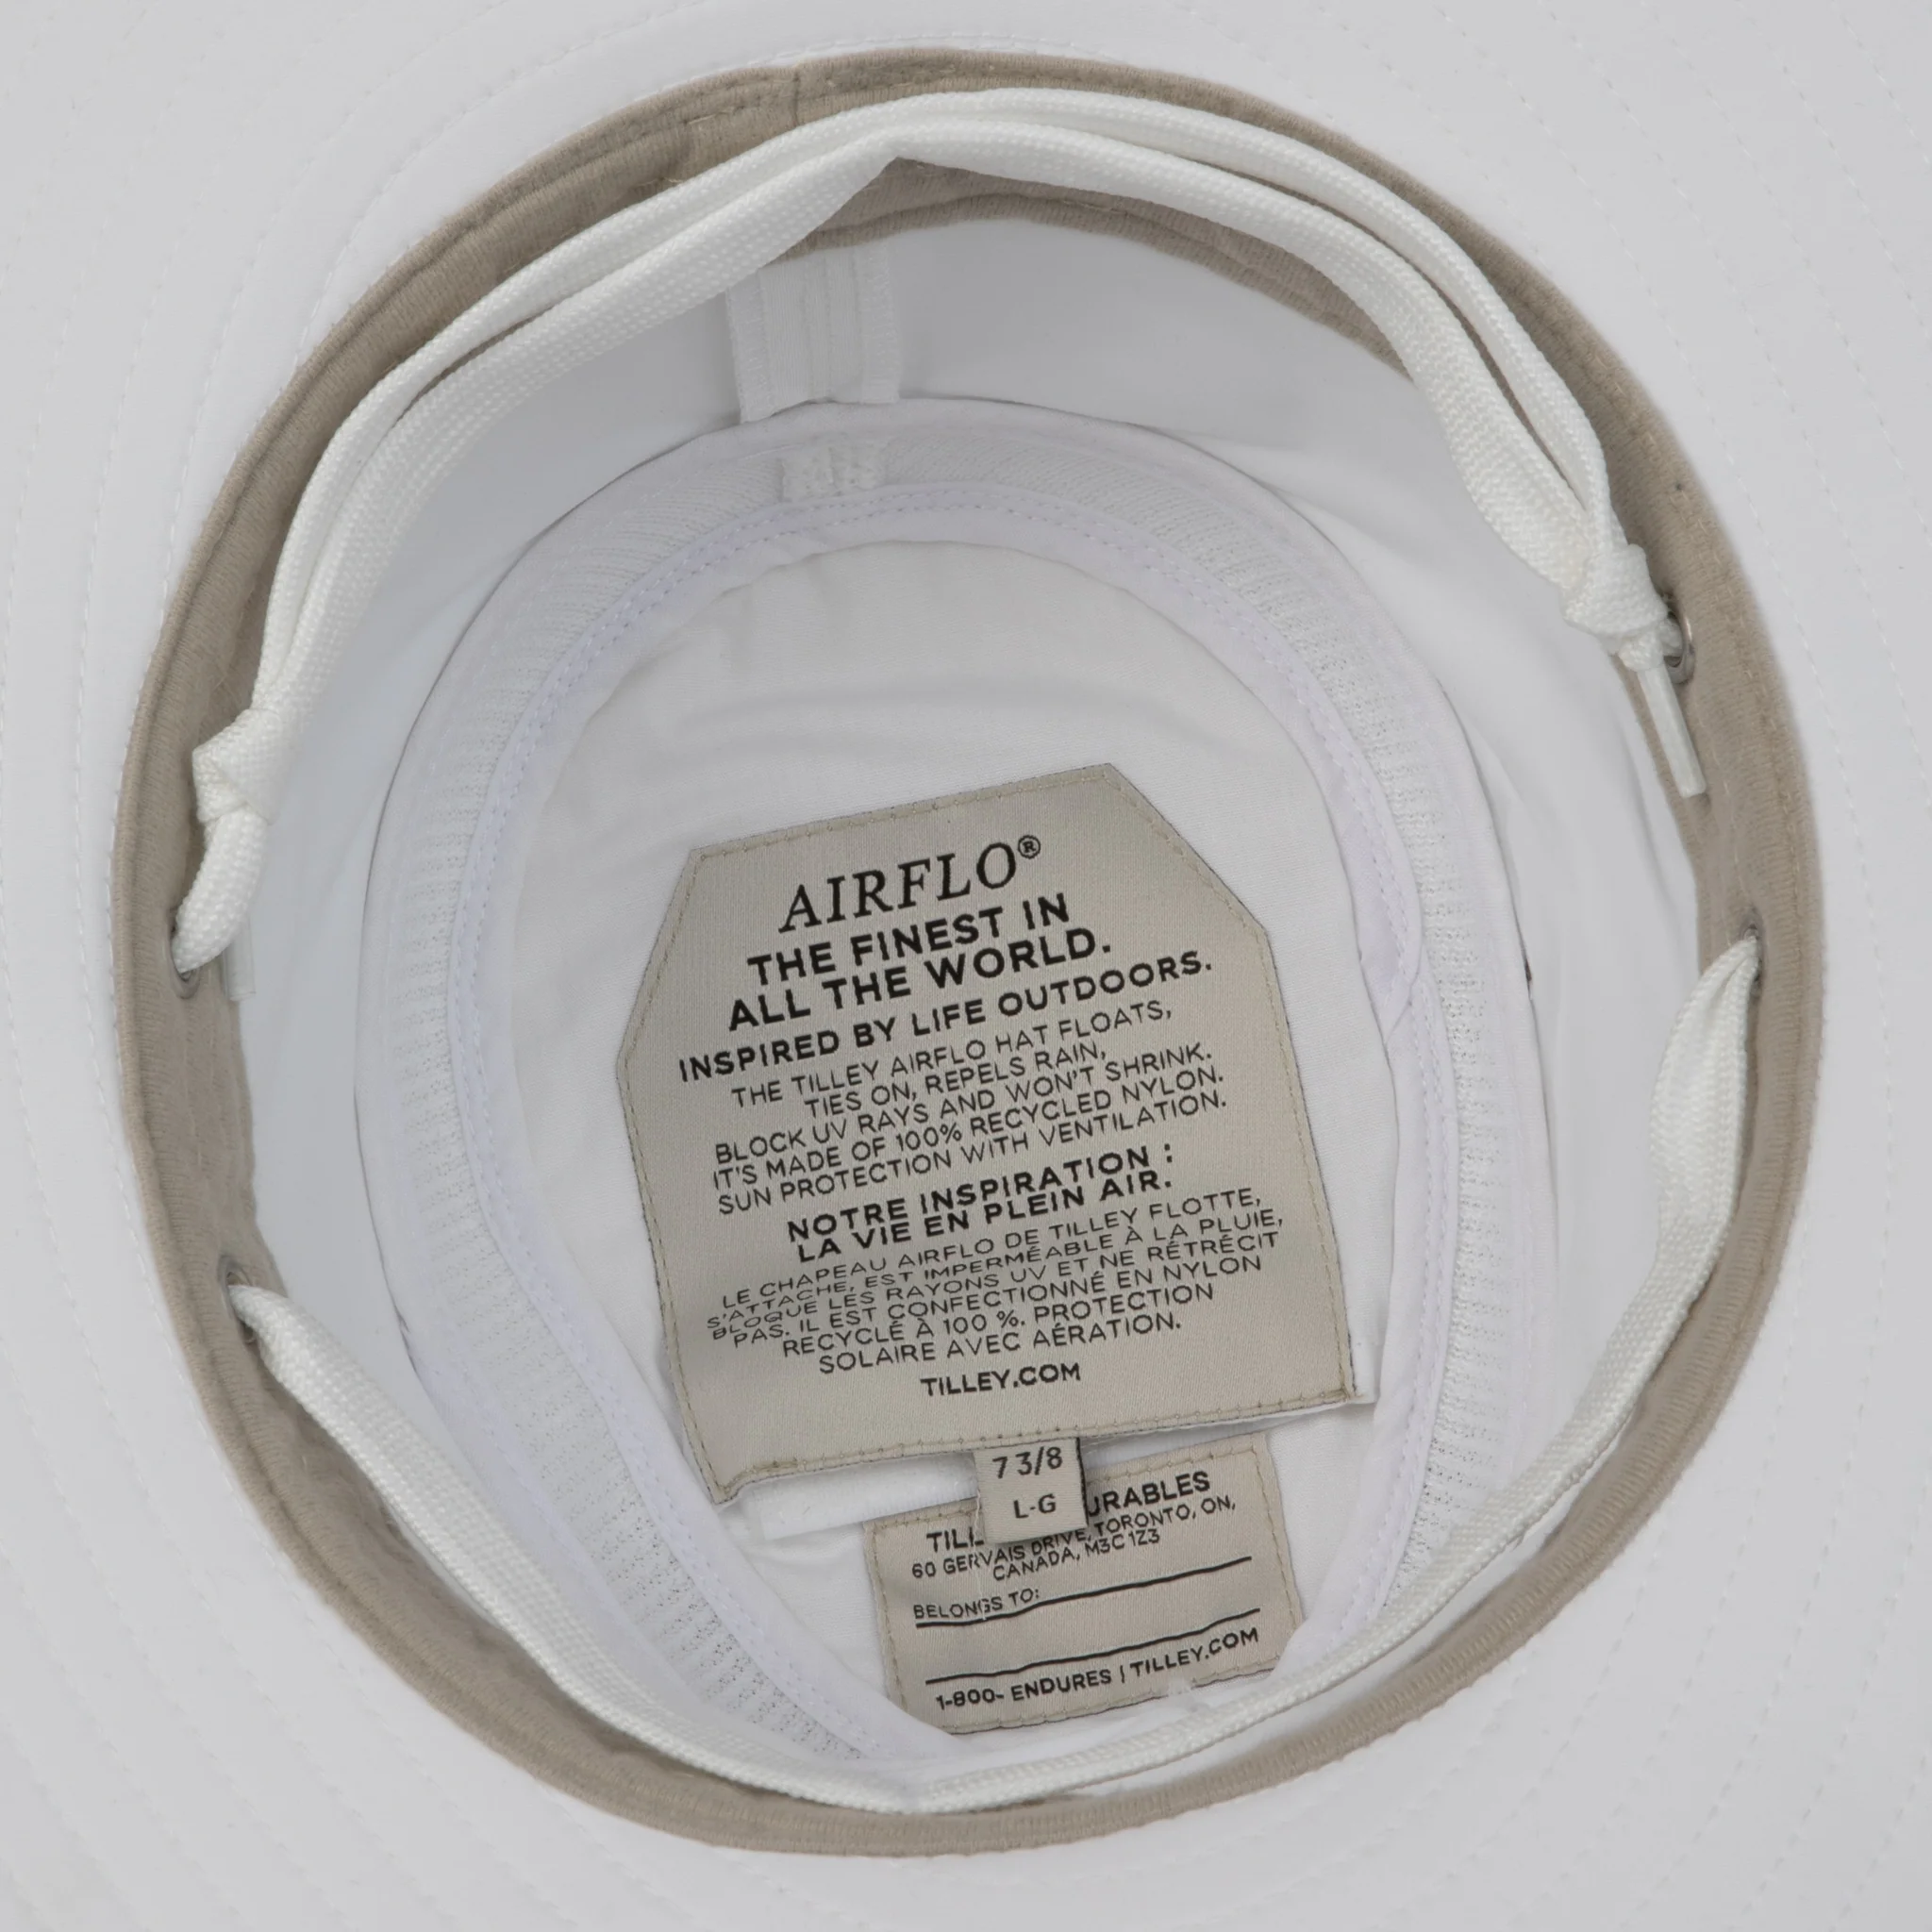 AIRFLO®
THE FINEST IN
ALL THE WORLD.
INSPIRED BY LIFE OUTDOORS.
THE TILLEY AIRFLO HAT FLOATS,
TIES ON, REPELS RAIN,
BLOCK UV RAYS AND WON'T SHRINK.
IT'S MADE OF 100% RECYCLED NYLON.
SUN PROTECTION WITH VENTILATION.
NOTRE INSPIRATION :
LA VIE EN PLEIN AIR.
LE CHAPEAU AIRFLO DE TILLEY FLOTTE,
S'ATTACHE, EST IMPERMÉABLE À LA PLUIE,
BLOQUE LES RAYONS UV ET NE RÉTRÉCIT
PAS. IL EST CONFECTIONNÉ EN NYLON
RECYCLÉ À 100 %. PROTECTION
SOLAIRE AVEC AÉRATION.
TILLEY.COM
7 3/8
L-G
60 GERVAIS DRIVE, TORONTO, ON,
CANADA, M3C 1Z3
BELONGS TO:
1-800- ENDURES | TILLEY.COM